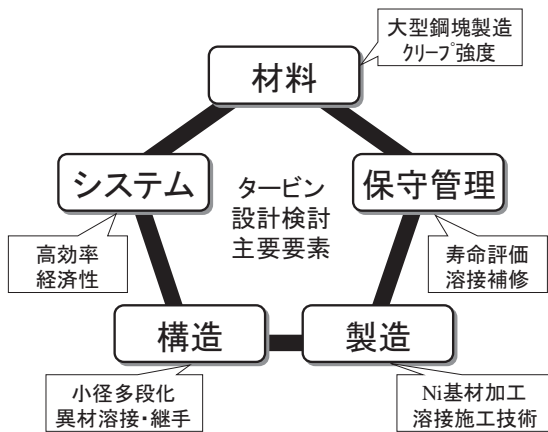 大型鋼塊製造
クリープ強度
材料
システム
タービン
設計検討
主要要素
保守管理
高効率
経済性
寿命評価
溶接補修
構造
製造
小径多段化
異材溶接・継手
Ni基材加工
溶接施工技術